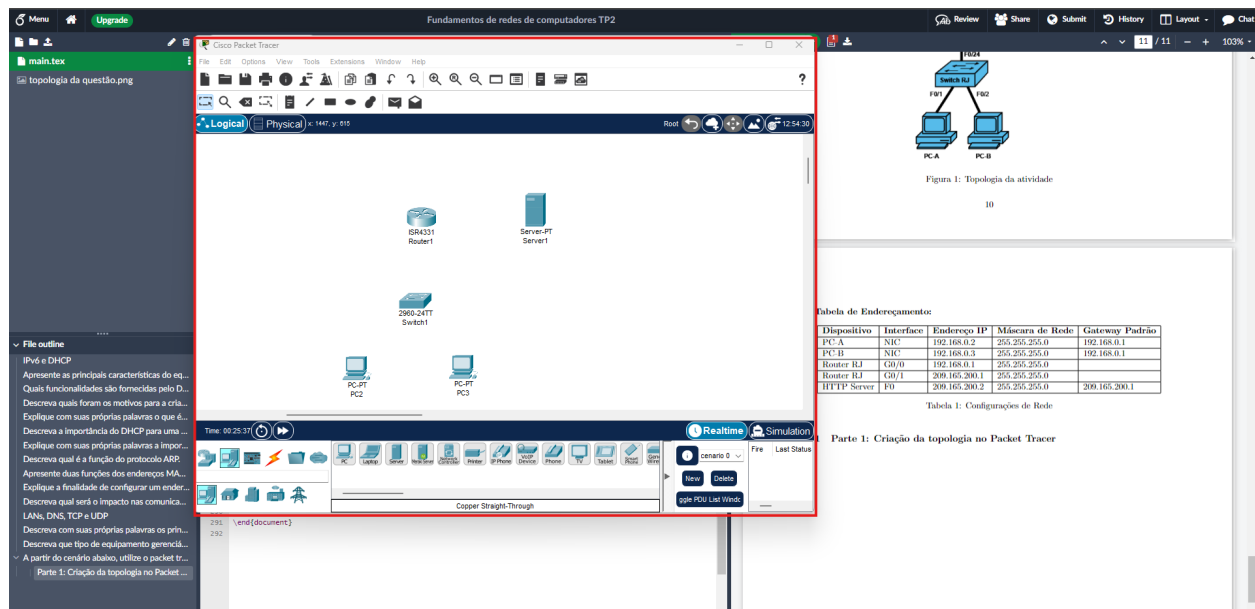 Menu
Upgrade
Fundamentos de redes de computadores TP2
Review
Share
Submit
History
Layout
Chat
main.tex
topologia da questão.png
11 / 11
103%
Cisco Packet Tracer
File Edit Options View Tools Extensions Window Help
?
Logical
Physical
x: 1447, y: 615
Root
12:54:30
ISR4331
Router1
Server-PT
Server1
2960-24TT
Switch1
PC-PT
PC2
PC-PT
PC3
Time: 00:25:37
Realtime
Simulation
PC
Laptop
Server
Printer
IP Phone
VoIP Device
Phone
TV
Tablet
Copper Straight-Through
cenario 0
New
Delete
ggle PDU List Windc
Fire Last Status
File outline
IPv6 e DHCP
Apresente as principais características do eq...
Quais funcionalidades são fornecidas pelo D...
Descreva quais foram os motivos para a cria...
Explique com suas próprias palavras o que é...
Descreva a importância do DHCP para uma ...
Explique com suas próprias palavras a impor...
Descreva qual é a função do protocolo ARP.
Apresente duas funções dos endereços MA...
Explique a finalidade de configurar um ender...
Descreva qual será o impacto nas comunica...
LANs, DNS, TCP e UDP
Descreva com suas próprias palavras os prin...
Descreva que tipo de equipamento gerenciá...
A partir do cenário abaixo, utilize o packet tr...
Parte 1: Criação da topologia no Packet ...
291 \end{document}
292
F0/24
Switch RJ
F0/1 F0/2
PC-A PC-B
Figura 1: Topologia da atividade
10
Tabela de Endereçamento:
Dispositivo Interface Endereço IP Máscara de Rede Gateway Padrão
PC-A NIC 192.168.0.2 255.255.255.0 192.168.0.1
PC-B NIC 192.168.0.3 255.255.255.0 192.168.0.1
Router RJ G0/0 192.168.0.1 255.255.255.0
Router RJ G0/1 209.165.200.1 255.255.255.0
HTTP Server F0 209.165.200.2 255.255.255.0 209.165.200.1
Tabela 1: Configurações de Rede
Parte 1: Criação da topologia no Packet Tracer